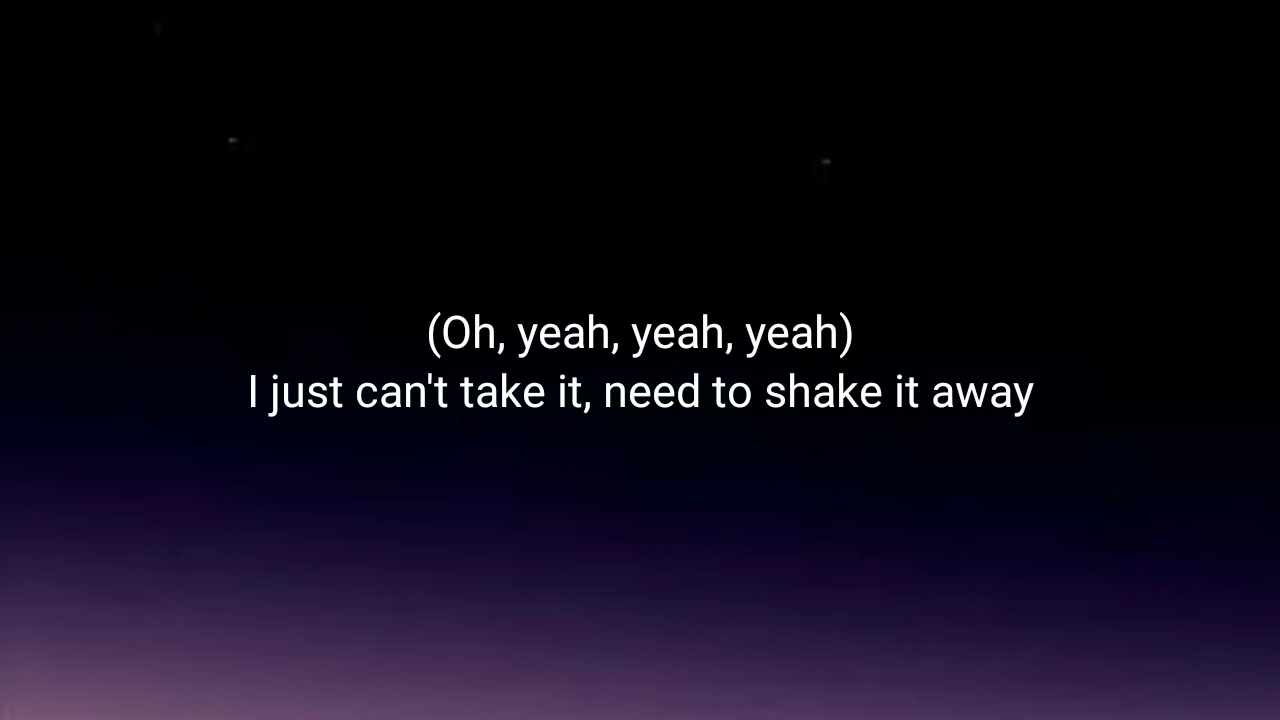 (Oh, yeah, yeah, yeah)
I just can't take it, need to shake it away